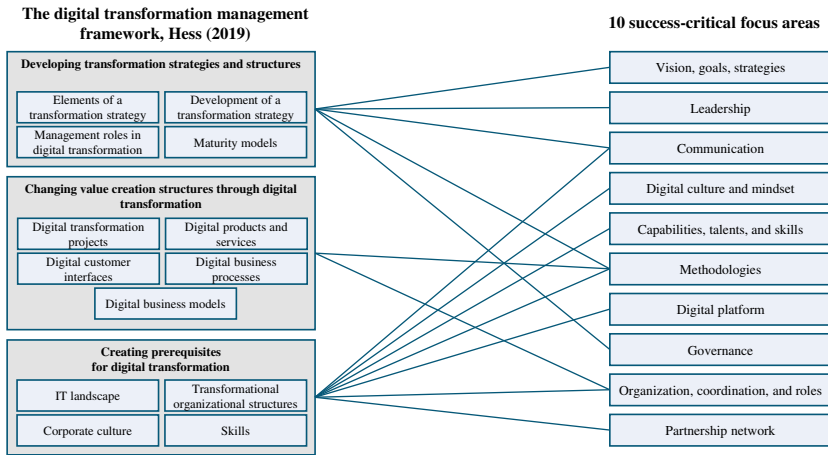 The digital transformation management
framework, Hess (2019)
Developing transformation strategies and structures
Elements of a
transformation strategy
Development of a
transformation strategy
Management roles in
digital transformation
Maturity models
Changing value creation structures through digital
transformation
Digital transformation
projects
Digital products and
services
Digital customer
interfaces
Digital business
processes
Digital business models
Creating prerequisites
for digital transformation
IT landscape
Transformational
organizational structures
Corporate culture
Skills
10 success-critical focus areas
Vision, goals, strategies
Leadership
Communication
Digital culture and mindset
Capabilities, talents, and skills
Methodologies
Digital platform
Governance
Organization, coordination, and roles
Partnership network